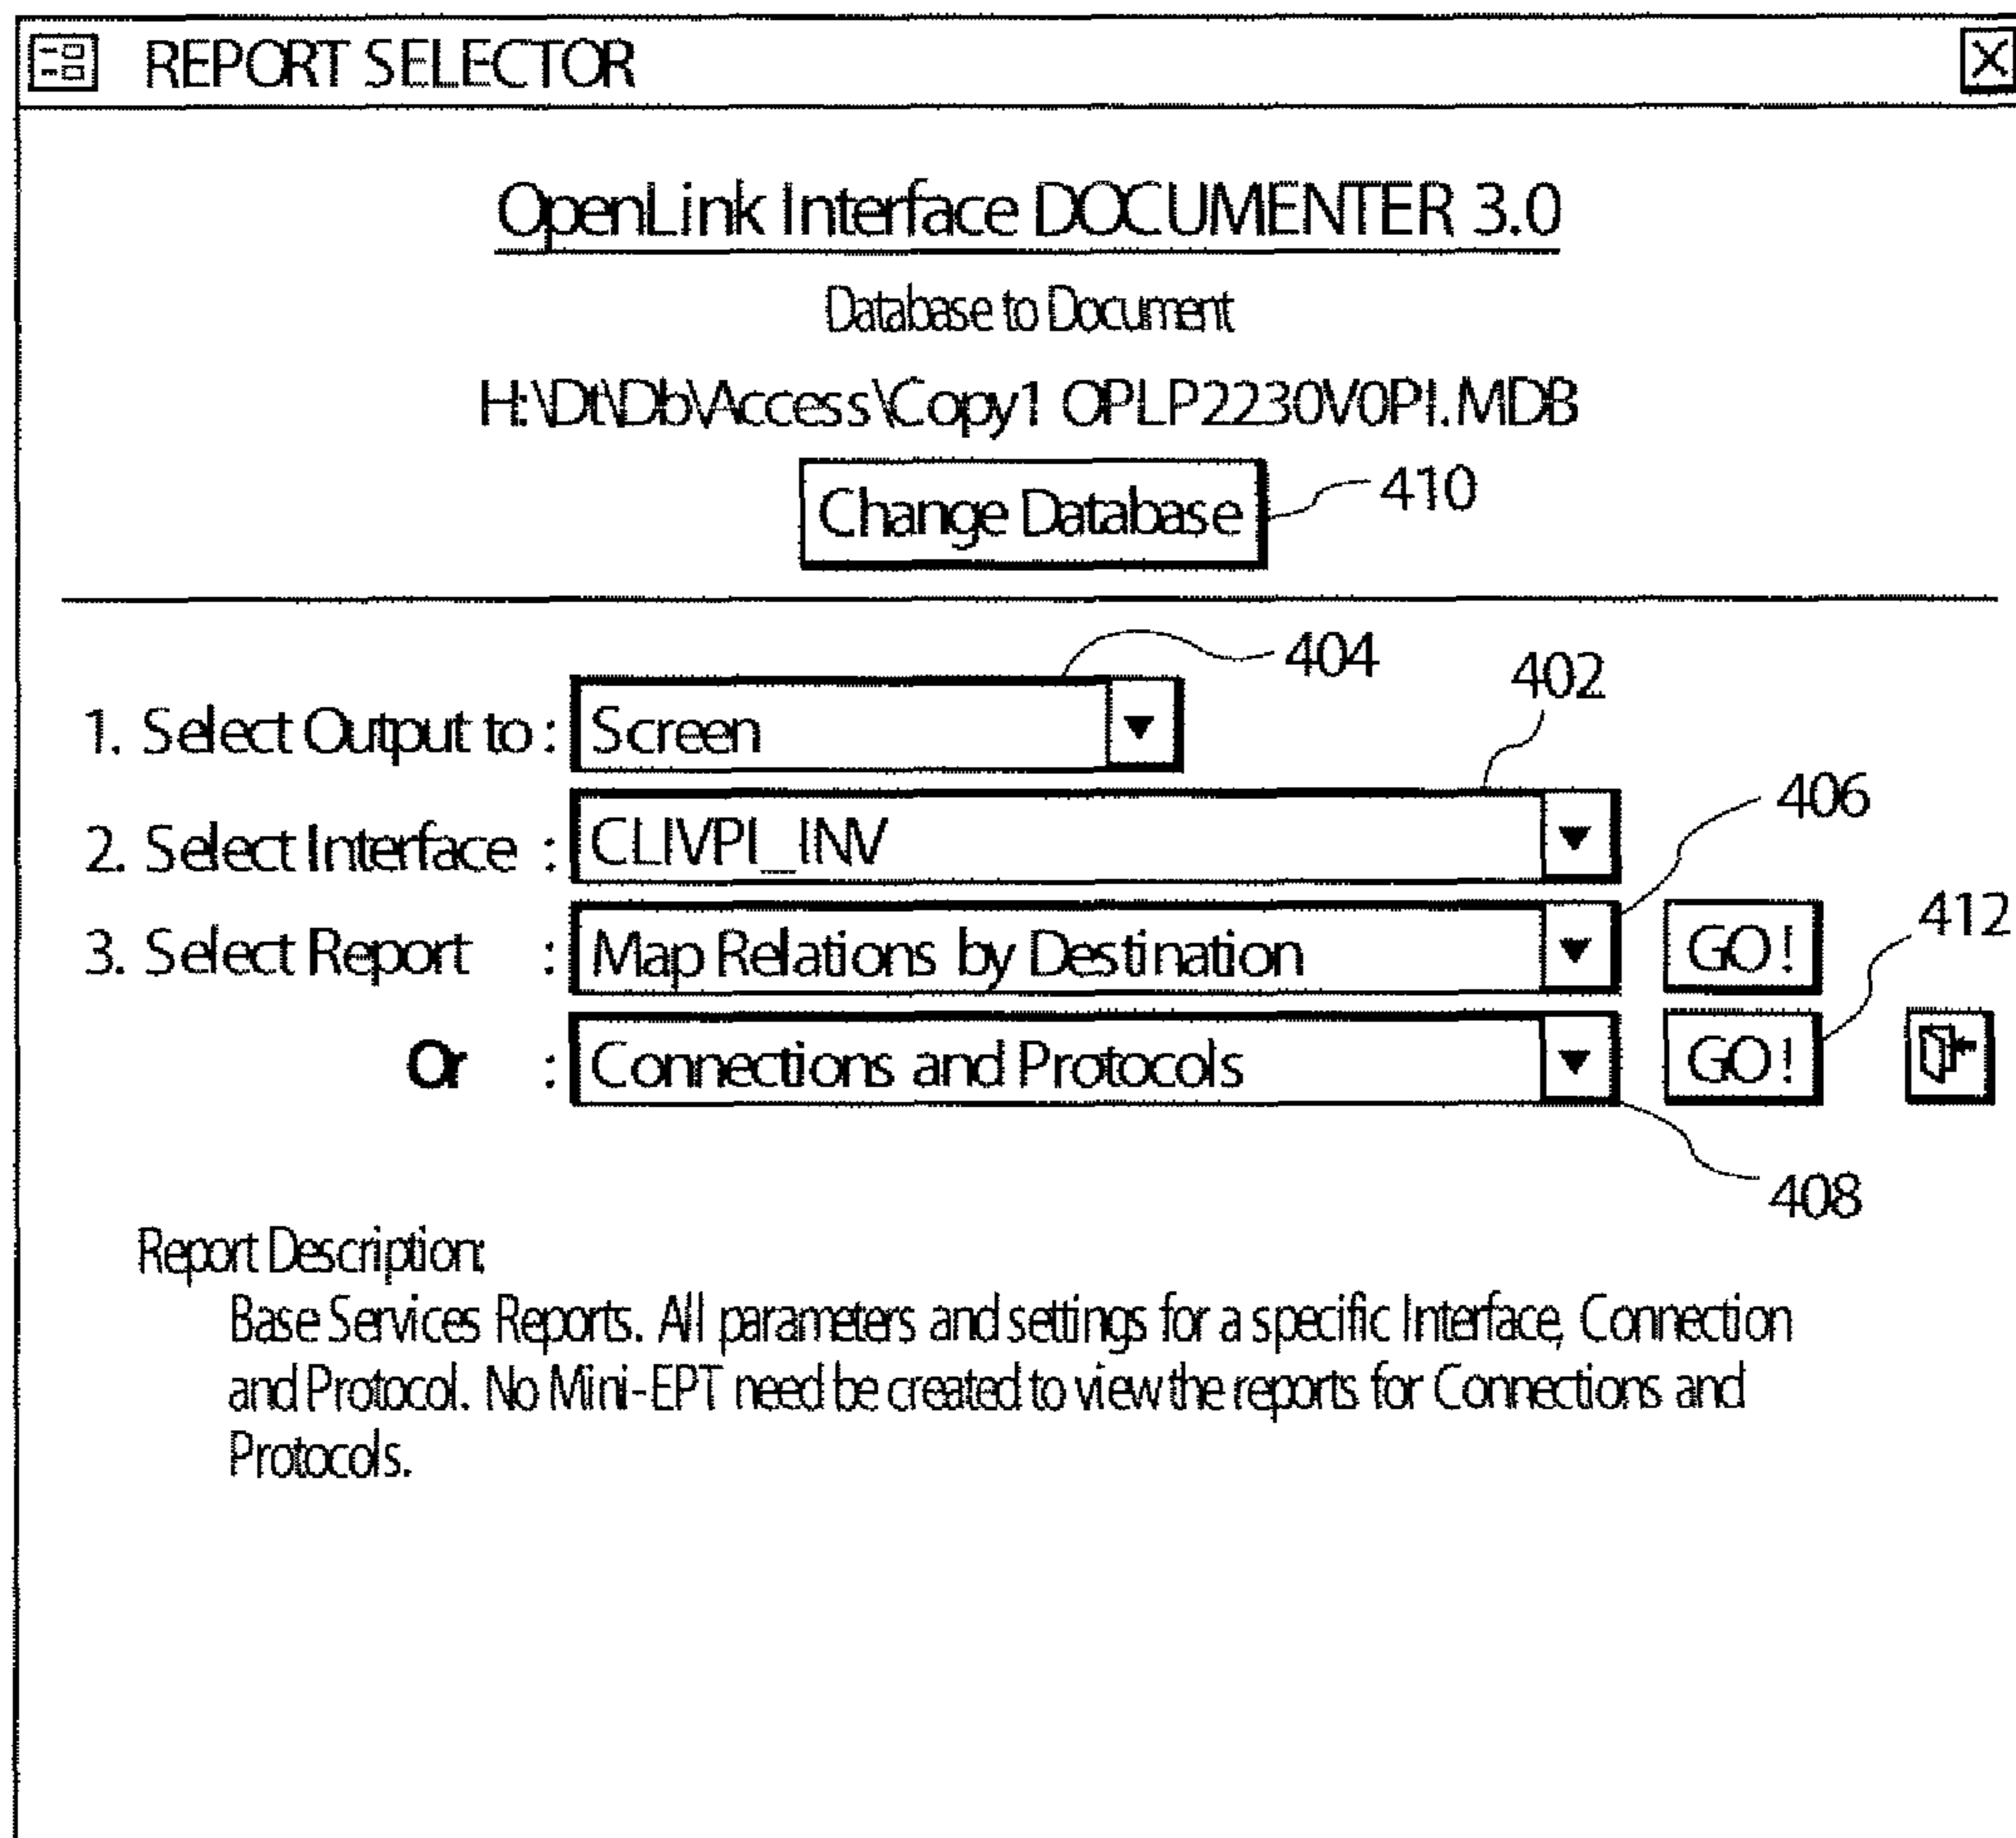 REPORT SELECTOR
OpenLink Interface DOCUMENTER 3.0
Database to Document
H:\Dt\Db\Access\Copy1 OPLP2230V0PI.MDB
Change Database
410
404
402
1. Select Output to : Screen
406
2. Select Interface : CLIVPI_INV
412
3. Select Report : Map Relations by Destination GO!
Or : Connections and Protocols GO!
408
Report Description:
Base Services Reports. All parameters and settings for a specific Interface, Connection
and Protocol. No Mini-EPT need be created to view the reports for Connections and
Protocols.